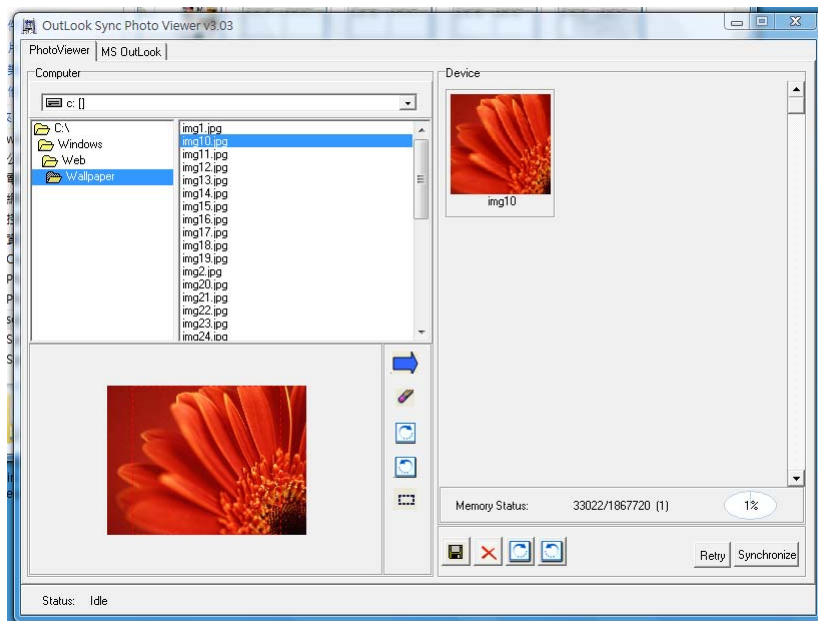 OutLook Sync Photo Viewer v3.03
PhotoViewer
MS OutLook
Computer
Device
c: []
C:\
Windows
Web
Wallpaper
img1.jpg
img10.jpg
img11.jpg
img12.jpg
img13.jpg
img14.jpg
img15.jpg
img16.jpg
img17.jpg
img18.jpg
img19.jpg
img2.jpg
img20.jpg
img21.jpg
img22.jpg
img23.jpg
img24.jpg
img10
Memory Status: 33022/1867720 (1) 1%
Retry Synchronize
Status: Idle